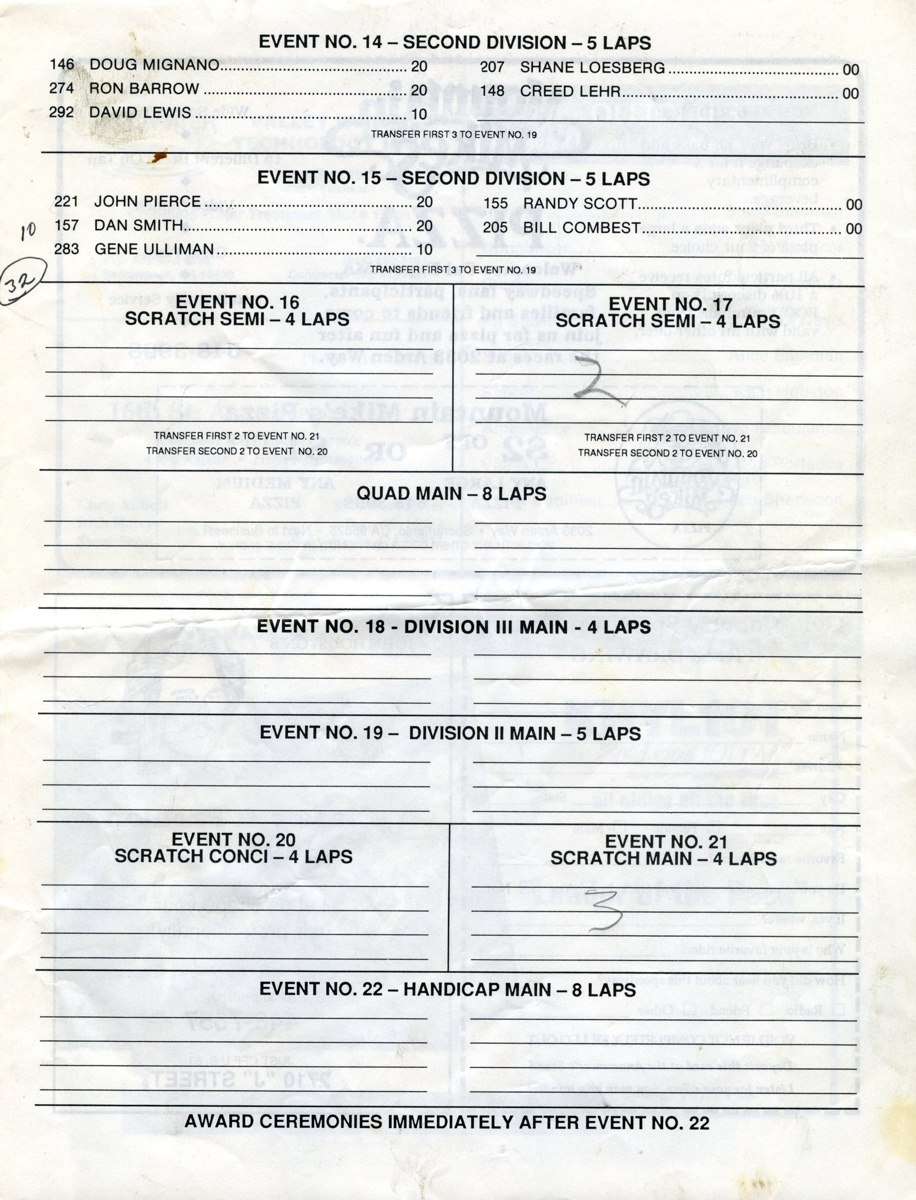 EVENT NO. 14 – SECOND DIVISION – 5 LAPS
146 DOUG MIGNANO........................................ 20
274 RON BARROW ........................................ 20
292 DAVID LEWIS ........................................ 10
207 SHANE LOESBERG........................................ 00
148 CREED LEHR........................................ 00
TRANSFER FIRST 3 TO EVENT NO. 19
EVENT NO. 15 – SECOND DIVISION – 5 LAPS
221 JOHN PIERCE ........................................ 20
157 DAN SMITH........................................ 20
283 GENE ULLIMAN........................................ 10
155 RANDY SCOTT........................................ 00
205 BILL COMBEST........................................ 00
10
32
TRANSFER FIRST 3 TO EVENT NO. 19
EVENT NO. 16
SCRATCH SEMI – 4 LAPS
TRANSFER FIRST 2 TO EVENT NO. 21
TRANSFER SECOND 2 TO EVENT NO. 20
EVENT NO. 17
SCRATCH SEMI – 4 LAPS
2
TRANSFER FIRST 2 TO EVENT NO. 21
TRANSFER SECOND 2 TO EVENT NO. 20
QUAD MAIN – 8 LAPS
EVENT NO. 18 - DIVISION III MAIN - 4 LAPS
EVENT NO. 19 – DIVISION II MAIN – 5 LAPS
EVENT NO. 20
SCRATCH CONCI – 4 LAPS
EVENT NO. 21
SCRATCH MAIN – 4 LAPS
3
EVENT NO. 22 – HANDICAP MAIN – 8 LAPS
AWARD CEREMONIES IMMEDIATELY AFTER EVENT NO. 22